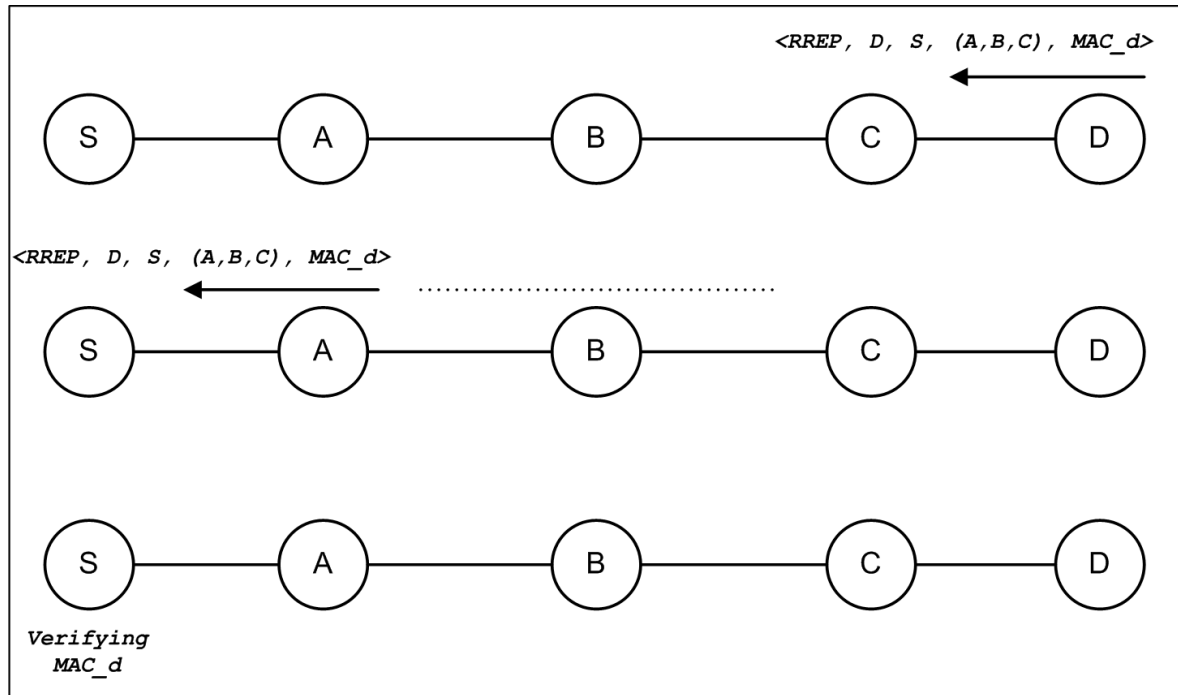 <RREP, D, S, (A,B,C), MAC_d>
S
A
B
C
D
<RREP, D, S, (A,B,C), MAC_d>
S
A
B
C
D
S
A
B
C
D
Verifying
MAC_d